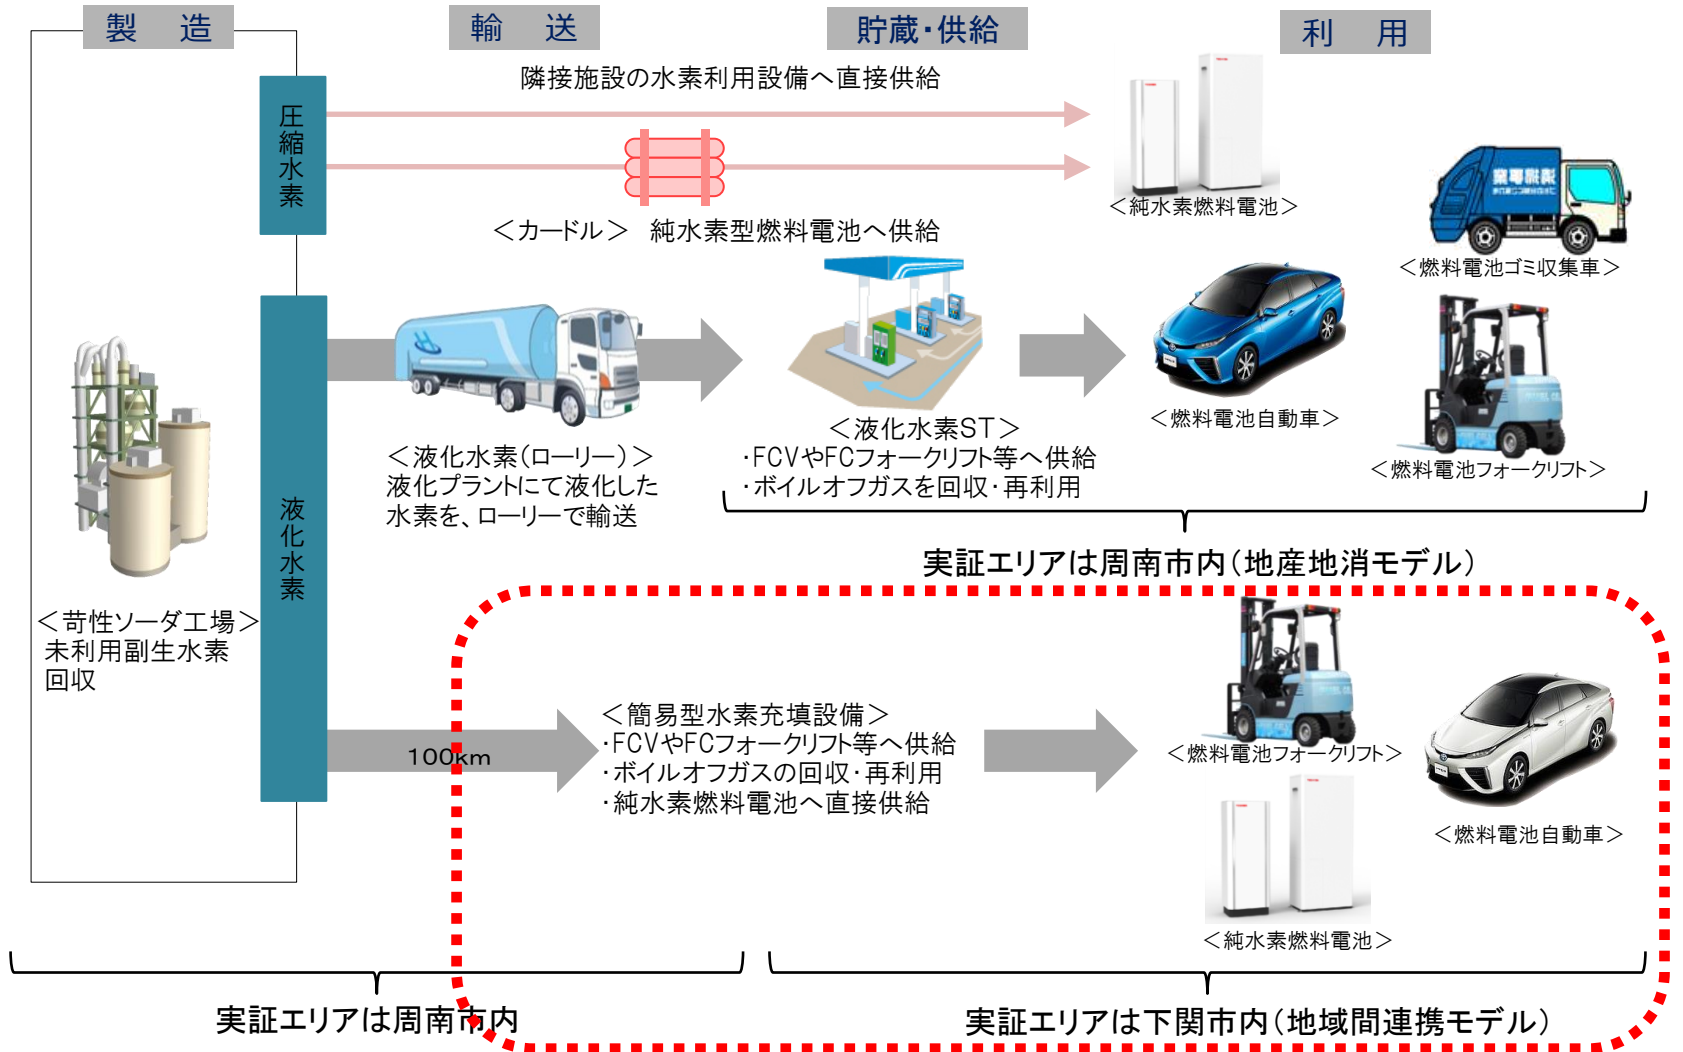 製　造
輸　送
貯蔵・供給
利　用
圧縮水素
隣接施設の水素利用設備へ直接供給
＜カードル＞　純水素型燃料電池へ供給
＜純水素燃料電池＞
＜燃料電池ゴミ収集車＞
液化水素
＜液化水素（ローリー）＞
液化プラントにて液化した
水素を、ローリーで輸送
＜液化水素ST＞
・FCVやFCフォークリフト等へ供給
・ボイルオフガスを回収・再利用
＜燃料電池自動車＞
＜燃料電池フォークリフト＞
実証エリアは周南市内（地産地消モデル）
＜苛性ソーダ工場＞
未利用副生水素
回収
100km
＜簡易型水素充填設備＞
・FCVやFCフォークリフト等へ供給
・ボイルオフガスの回収・再利用
・純水素燃料電池へ直接供給
＜燃料電池フォークリフト＞
＜燃料電池自動車＞
＜純水素燃料電池＞
実証エリアは周南市内
実証エリアは下関市内（地域間連携モデル）